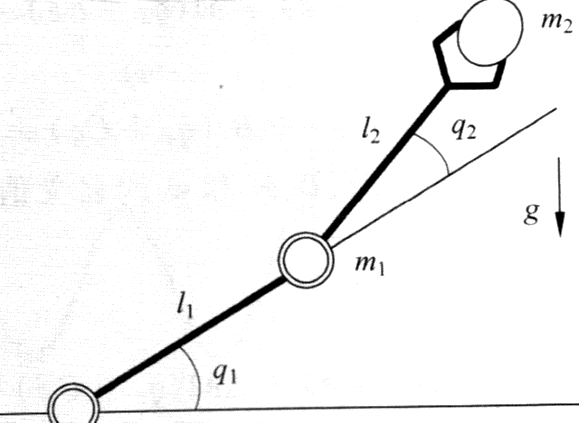 m₂
l₂
q₂
g
m₁
l₁
q₁